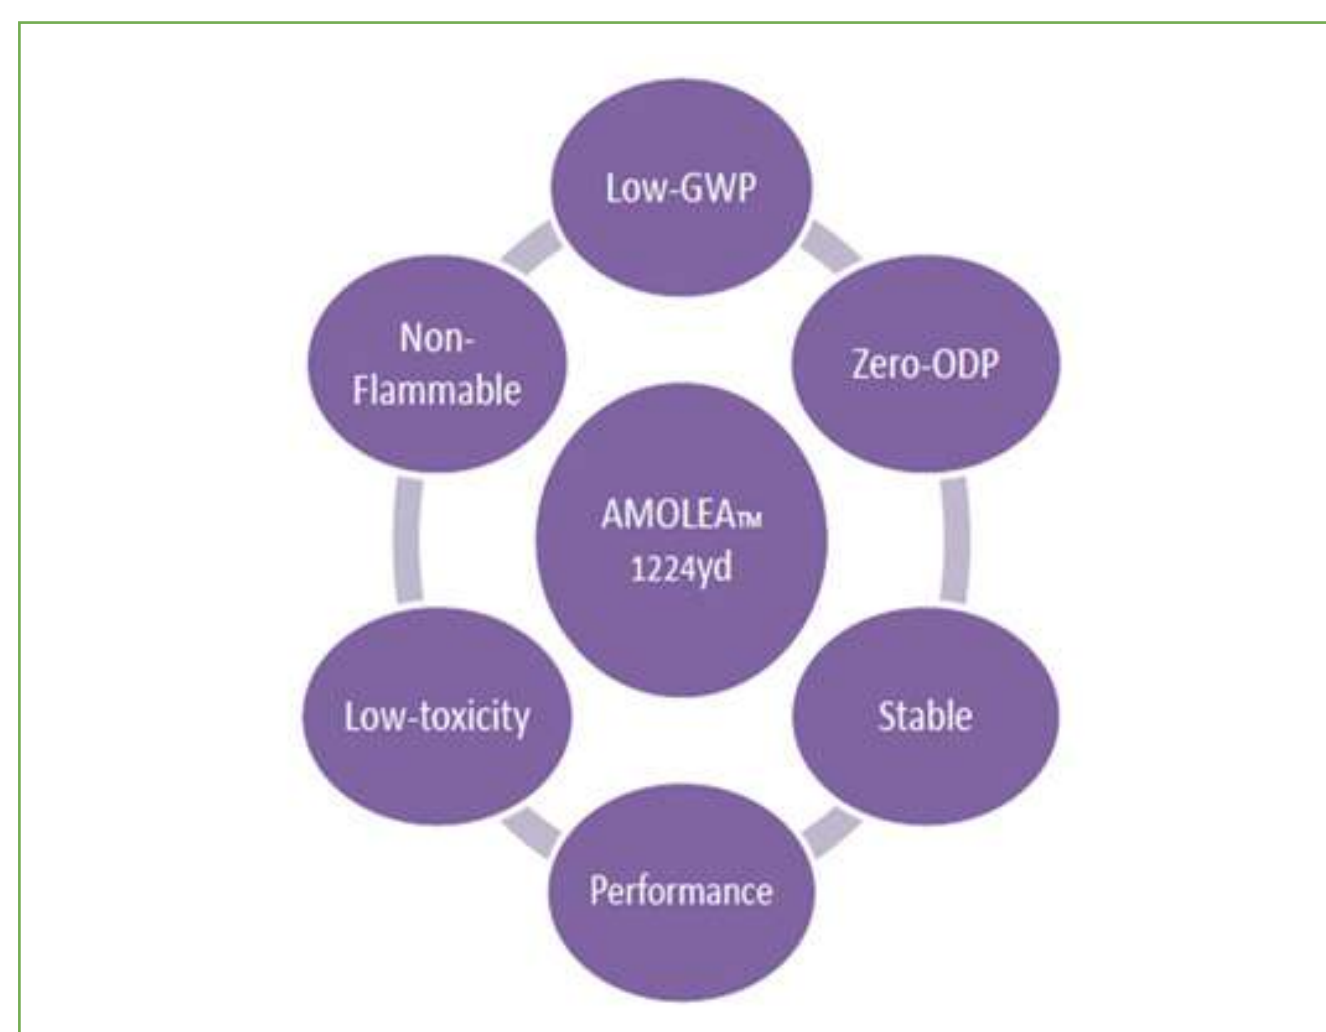 Low-GWP
Non-
Flammable
Zero-ODP
AMOLEA™
1224yd
Low-toxicity
Stable
Performance